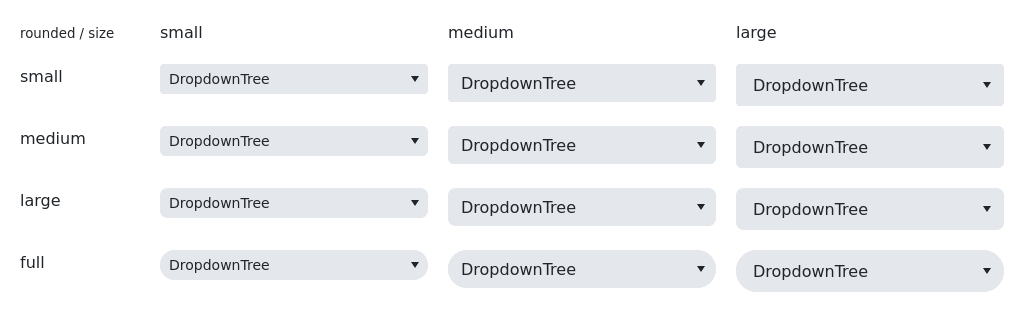 rounded / size small medium large
small DropdownTree DropdownTree DropdownTree
medium DropdownTree DropdownTree DropdownTree
large DropdownTree DropdownTree DropdownTree
full DropdownTree DropdownTree DropdownTree